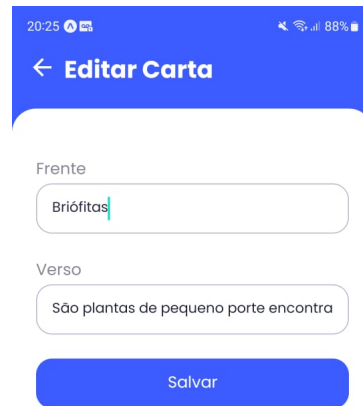 20:25 88%
← Editar Carta
Frente
Briófitas
Verso
São plantas de pequeno porte encontra
Salvar